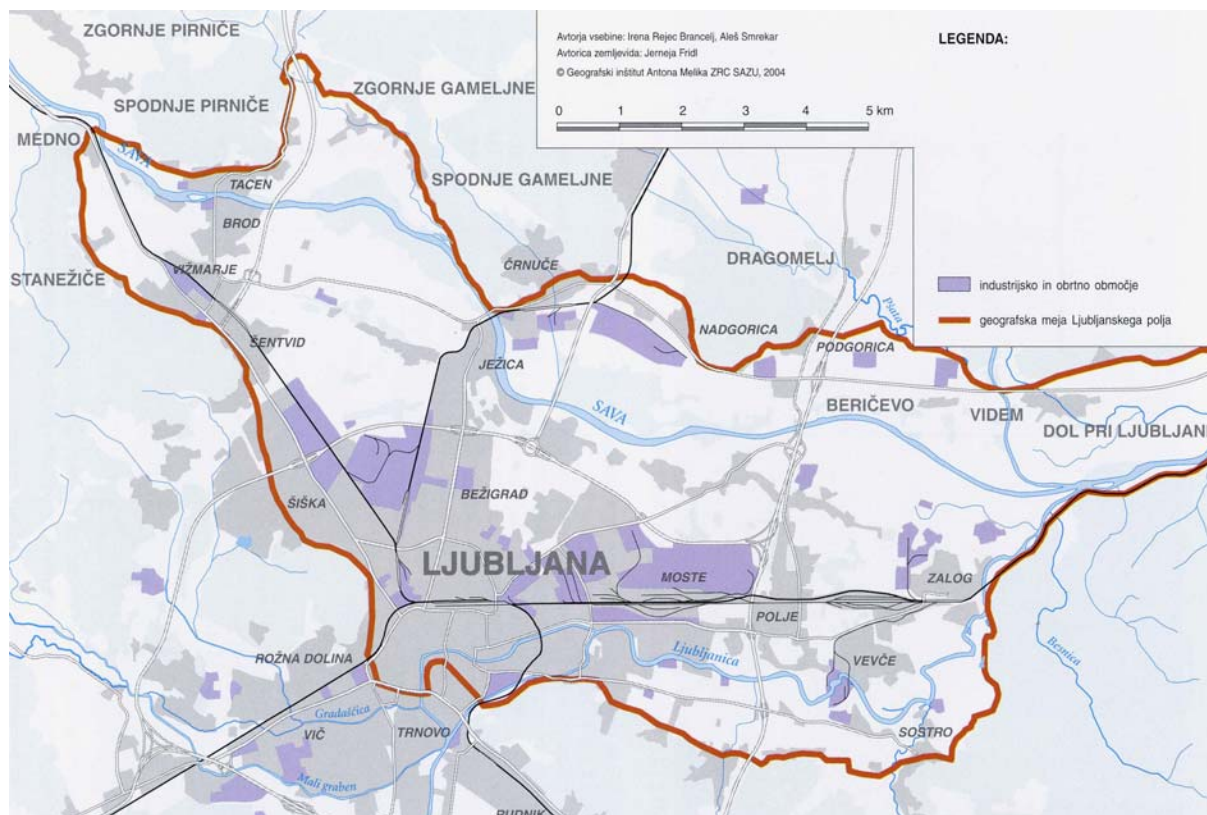 ZGORNJE PIRNIČE
Avtorja vsebine: Irena Rejec Brancelj, Aleš Smrekar
Avtorica zemljevida: Jerneja Fridl
© Geografski inštitut Antona Melika ZRC SAZU, 2004
LEGENDA:
ZGORNJE GAMELJNE
SPODNJE PIRNIČE
0 1 2 3 4 5 km
MEDNO
SAVA
TACEN
SPODNJE GAMELJNE
BROD
STANEŽIČE
VIŽMARJE
ČRNUČE
DRAGOMELJ
industrijsko in obrtno območje
Pšata
geografska meja Ljubljanskega polja
NADGORICA
PODGORICA
ŠENTVID
JEŽICA
SAVA
BERIČEVO
VIDEM
DOL PRI LJUBLJANI
ŠIŠKA
BEŽIGRAD
LJUBLJANA
MOSTE
ZALOG
POLJE
Besnica
ROŽNA DOLINA
Ljubljanica
VEVČE
Gradaščica
VIČ
TRNOVO
SOSTRO
Mali graben
RUDNIK